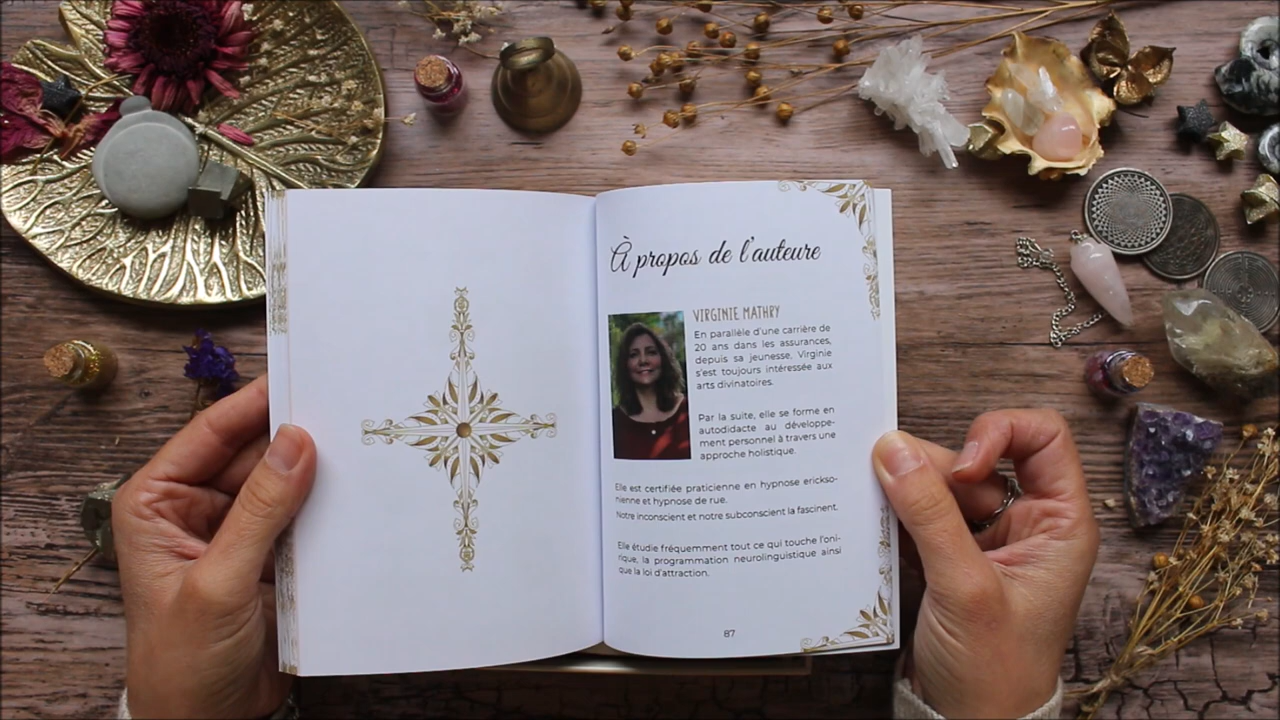 À propos de l'auteure
VIRGINIE MATHRY
En parallèle d'une carrière de
20 ans dans les assurances,
depuis sa jeunesse, Virginie
s'est toujours intéressée aux
arts divinatoires.
Par la suite, elle se forme en
autodidacte au développe-
ment personnel à travers une
approche holistique.
Elle est certifiée praticienne en hypnose erickso-
nienne et hypnose de rue.
Notre inconscient et notre subconscient la fascinent.
Elle étudie fréquemment tout ce qui touche l'oni-
rique, la programmation neurolinguistique ainsi
que la loi d'attraction.
87